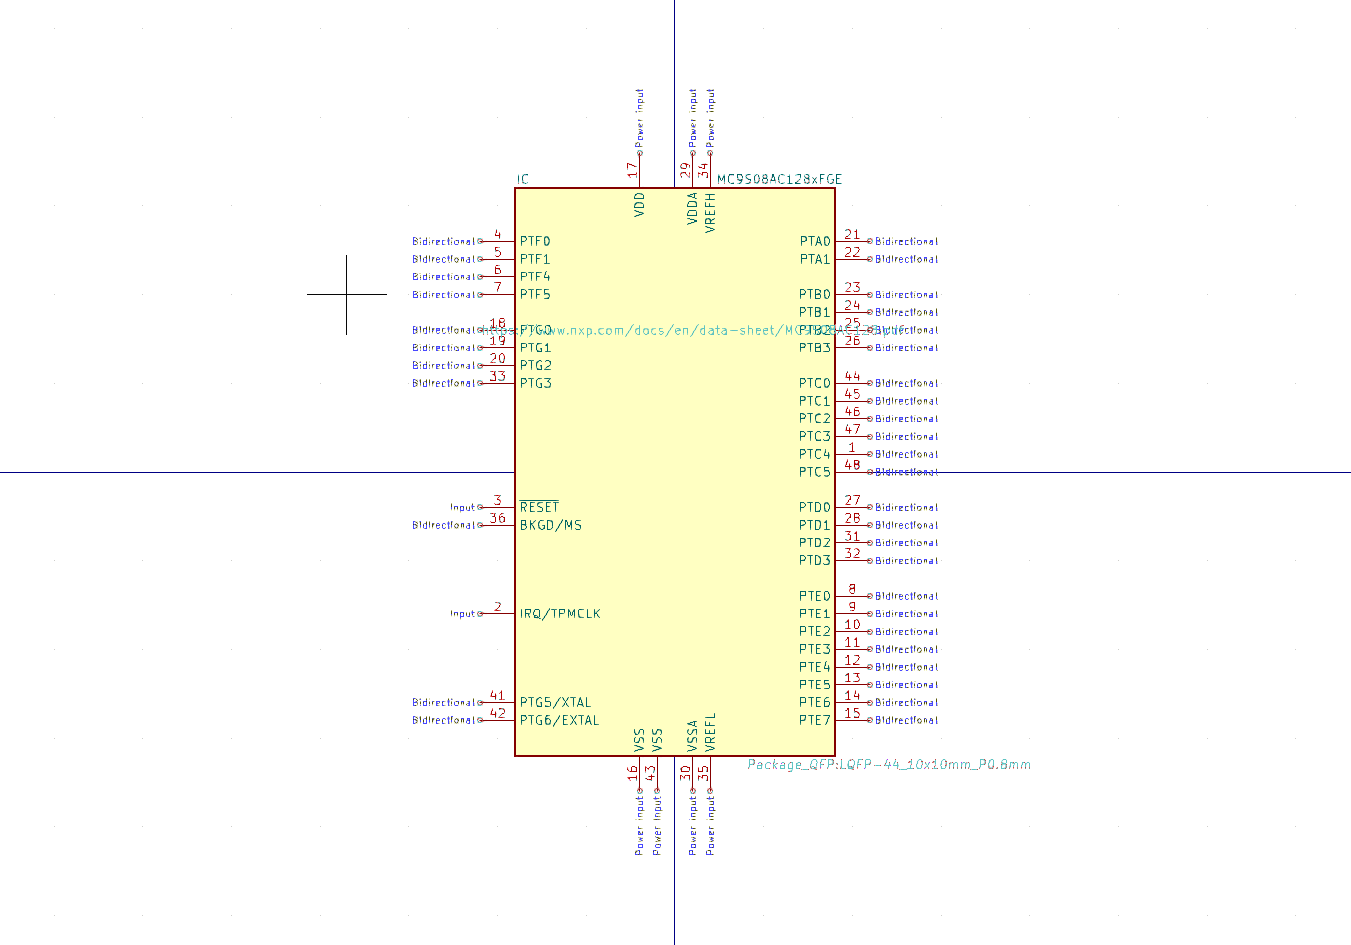 Power input
Power input
Power input
17
29
34
IC
MC9S08AC128xFGE
VDD
VDDA
VREFH
Bidirectional 4 PTF0
PTA0 21 Bidirectional
Bidirectional 5 PTF1
PTA1 22 Bidirectional
Bidirectional 6 PTF4
Bidirectional 7 PTF5
PTB0 23 Bidirectional
PTB1 24 Bidirectional
Bidirectional 18 PTG0
https://www.nxp.com/docs/en/data-sheet/MC9S08AC128.pdf
PTB2 25 Bidirectional
Bidirectional 19 PTG1
PTB3 26 Bidirectional
Bidirectional 20 PTG2
Bidirectional 33 PTG3
PTC0 44 Bidirectional
PTC1 45 Bidirectional
PTC2 46 Bidirectional
PTC3 47 Bidirectional
PTC4 1 Bidirectional
PTC5 48 Bidirectional
Input 3 RESET
PTD0 27 Bidirectional
Bidirectional 36 BKGD/MS
PTD1 28 Bidirectional
PTD2 31 Bidirectional
PTD3 32 Bidirectional
PTE0 8 Bidirectional
Input 2 IRQ/TPMCLK
PTE1 9 Bidirectional
PTE2 10 Bidirectional
PTE3 11 Bidirectional
PTE4 12 Bidirectional
PTE5 13 Bidirectional
Bidirectional 41 PTG5/XTAL
PTE6 14 Bidirectional
Bidirectional 42 PTG6/EXTAL
PTE7 15 Bidirectional
VSS
VSS
VSSA
VREFL
Package_QFP:LQFP-44_10x10mm_P0.8mm
16
43
30
35
Power input
Power input
Power input
Power input